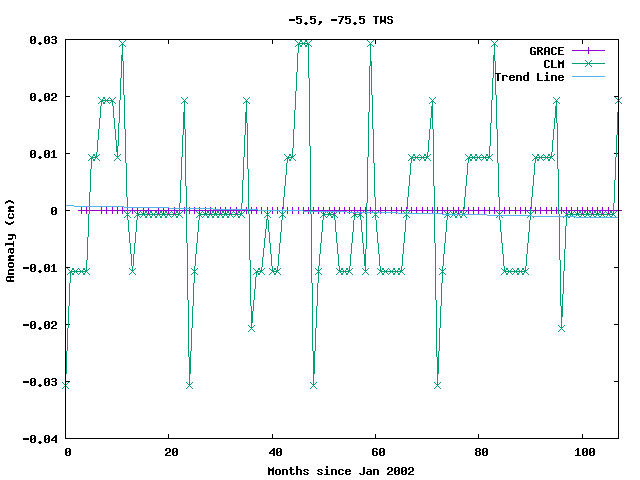 -5.5, -75.5 TWS
GRACE
CLM
Trend Line
0.03
0.02
0.01
0
-0.01
-0.02
-0.03
-0.04
Anomaly (cm)
0 20 40 60 80 100
Months since Jan 2002